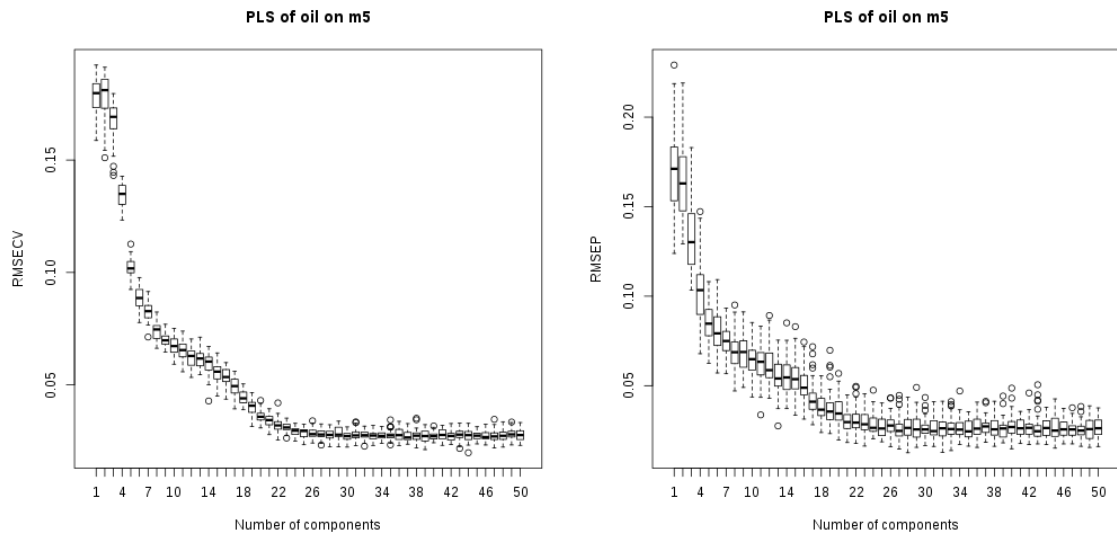 PLS of oil on m5
RMSECV
0.05 0.10 0.15
1 4 7 10 14 18 22 26 30 34 38 42 46 50
Number of components
PLS of oil on m5
RMSEP
0.05 0.10 0.15 0.20
1 4 7 10 14 18 22 26 30 34 38 42 46 50
Number of components